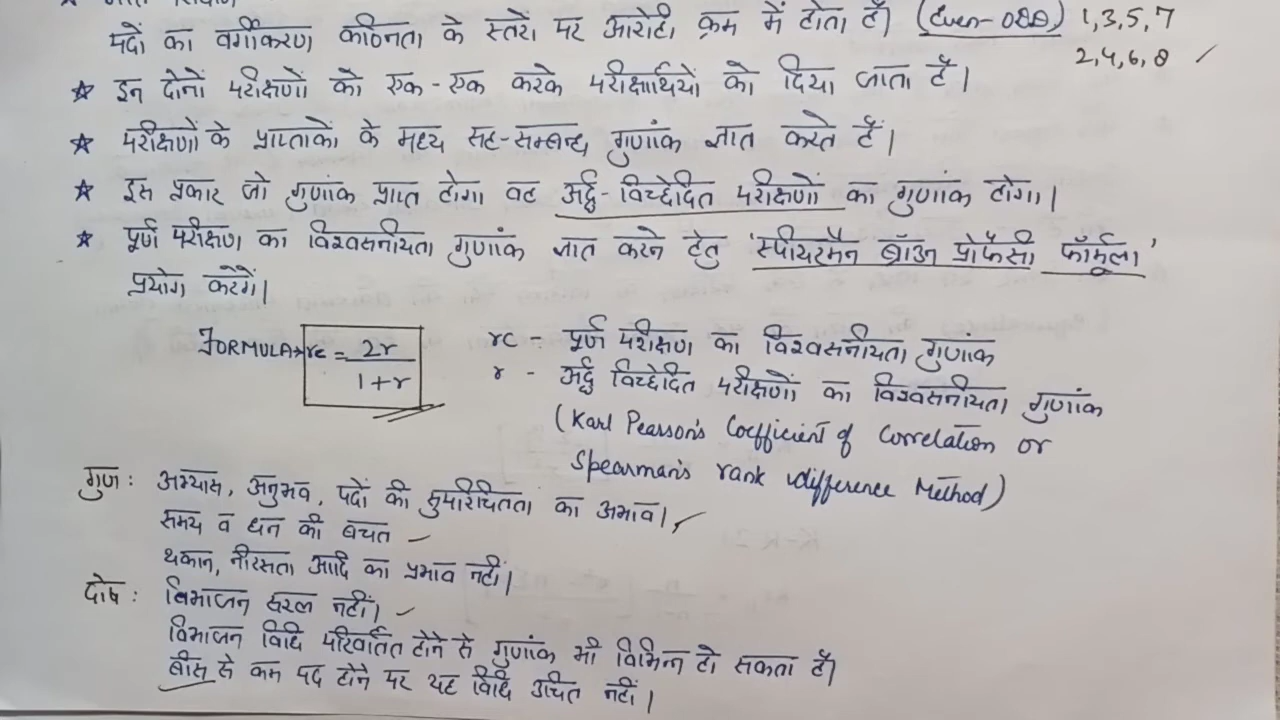 पदों का वर्गीकरण कठिनता के स्तरों पर आरोही क्रम में होता है। (Even-ODD) 1,3,5,7
2,4,6,8
★ इन दोनों परीक्षणों को एक-एक करके परीक्षार्थियों को दिया जाता है।
★ परीक्षणों के प्राप्तांकों के मध्य सह-सम्बन्ध गुणांक ज्ञात करते हैं।
★ इस प्रकार जो गुणांक प्राप्त होगा वह अर्द्ध-विच्छेदित परीक्षणों का गुणांक होगा।
★ पूर्ण परीक्षण का विश्वसनीयता गुणांक ज्ञात करने हेतु 'स्पीयरमैन ब्रॉउन प्रोफैसी फॉर्मूला'
प्रयोग करेंगे।
FORMULA→ rc = 2r / 1+r
rc - पूर्ण परीक्षण का विश्वसनीयता गुणांक
r - अर्द्ध विच्छेदित परीक्षणों का विश्वसनीयता गुणांक
(Karl Pearson's Coefficient of Correlation or
Spearman's rank difference Method)
गुण: अभ्यास, अनुभव, पदों की सुपरिचितता का अभाव।
समय व धन की बचत
थकान, नीरसता आदि का प्रभाव नहीं।
दोष: विभाजन सरल नहीं।
विभाजन विधि परिवर्तित होने से गुणांक भी विभिन्न हो सकता है।
बीस से कम पद होने पर यह विधि उचित नहीं।